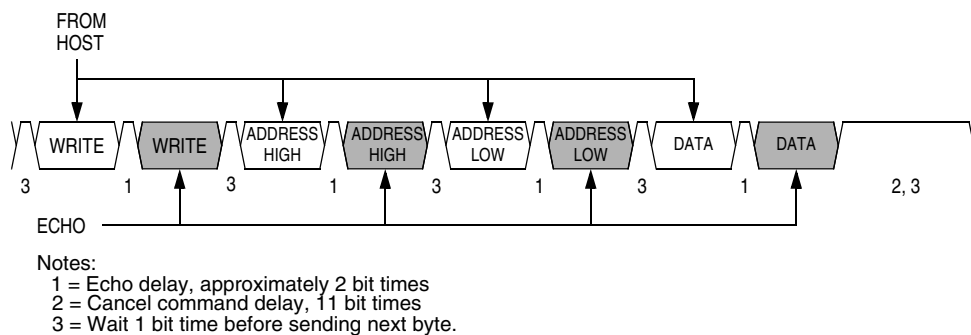 FROM
HOST
WRITE WRITE ADDRESS HIGH ADDRESS HIGH ADDRESS LOW ADDRESS LOW DATA DATA
3 1 3 1 3 1 3 1 2, 3
ECHO
Notes:
1 = Echo delay, approximately 2 bit times
2 = Cancel command delay, 11 bit times
3 = Wait 1 bit time before sending next byte.